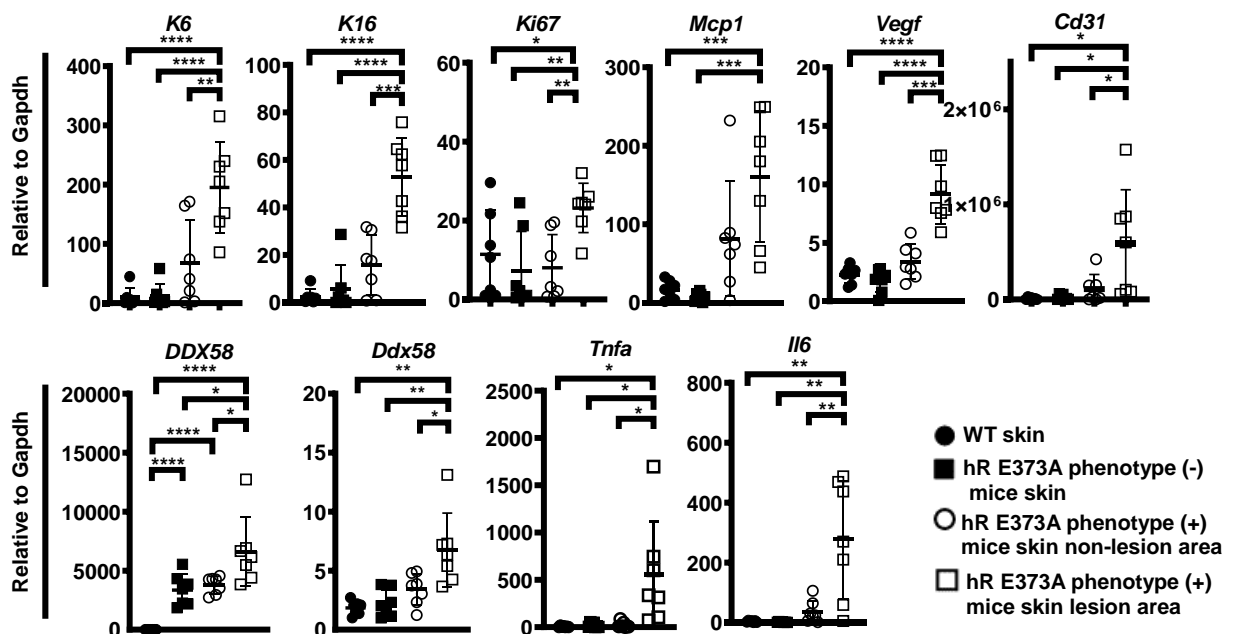 K6 K16 Ki67 Mcp1 Vegf Cd31
**** **** * *** **** *
**** **** ** *** **** *
** *** ** *** *
Relative to Gapdh
400 300 200 100 0
100 80 60 40 20 0
60 40 20 0
300 200 100 0
20 15 10 5 0
2×10⁶ 1×10⁶ 0
DDX58 Ddx58 Tnfa Il6
**** ** * **
* ** * **
* * * **
****
****
Relative to Gapdh
20000 15000 10000 5000 0
20 15 10 5 0
2500 2000 1500 1000 500 0
800 600 400 200 0
WT skin
hR E373A phenotype (-)
mice skin
hR E373A phenotype (+)
mice skin non-lesion area
hR E373A phenotype (+)
mice skin lesion area